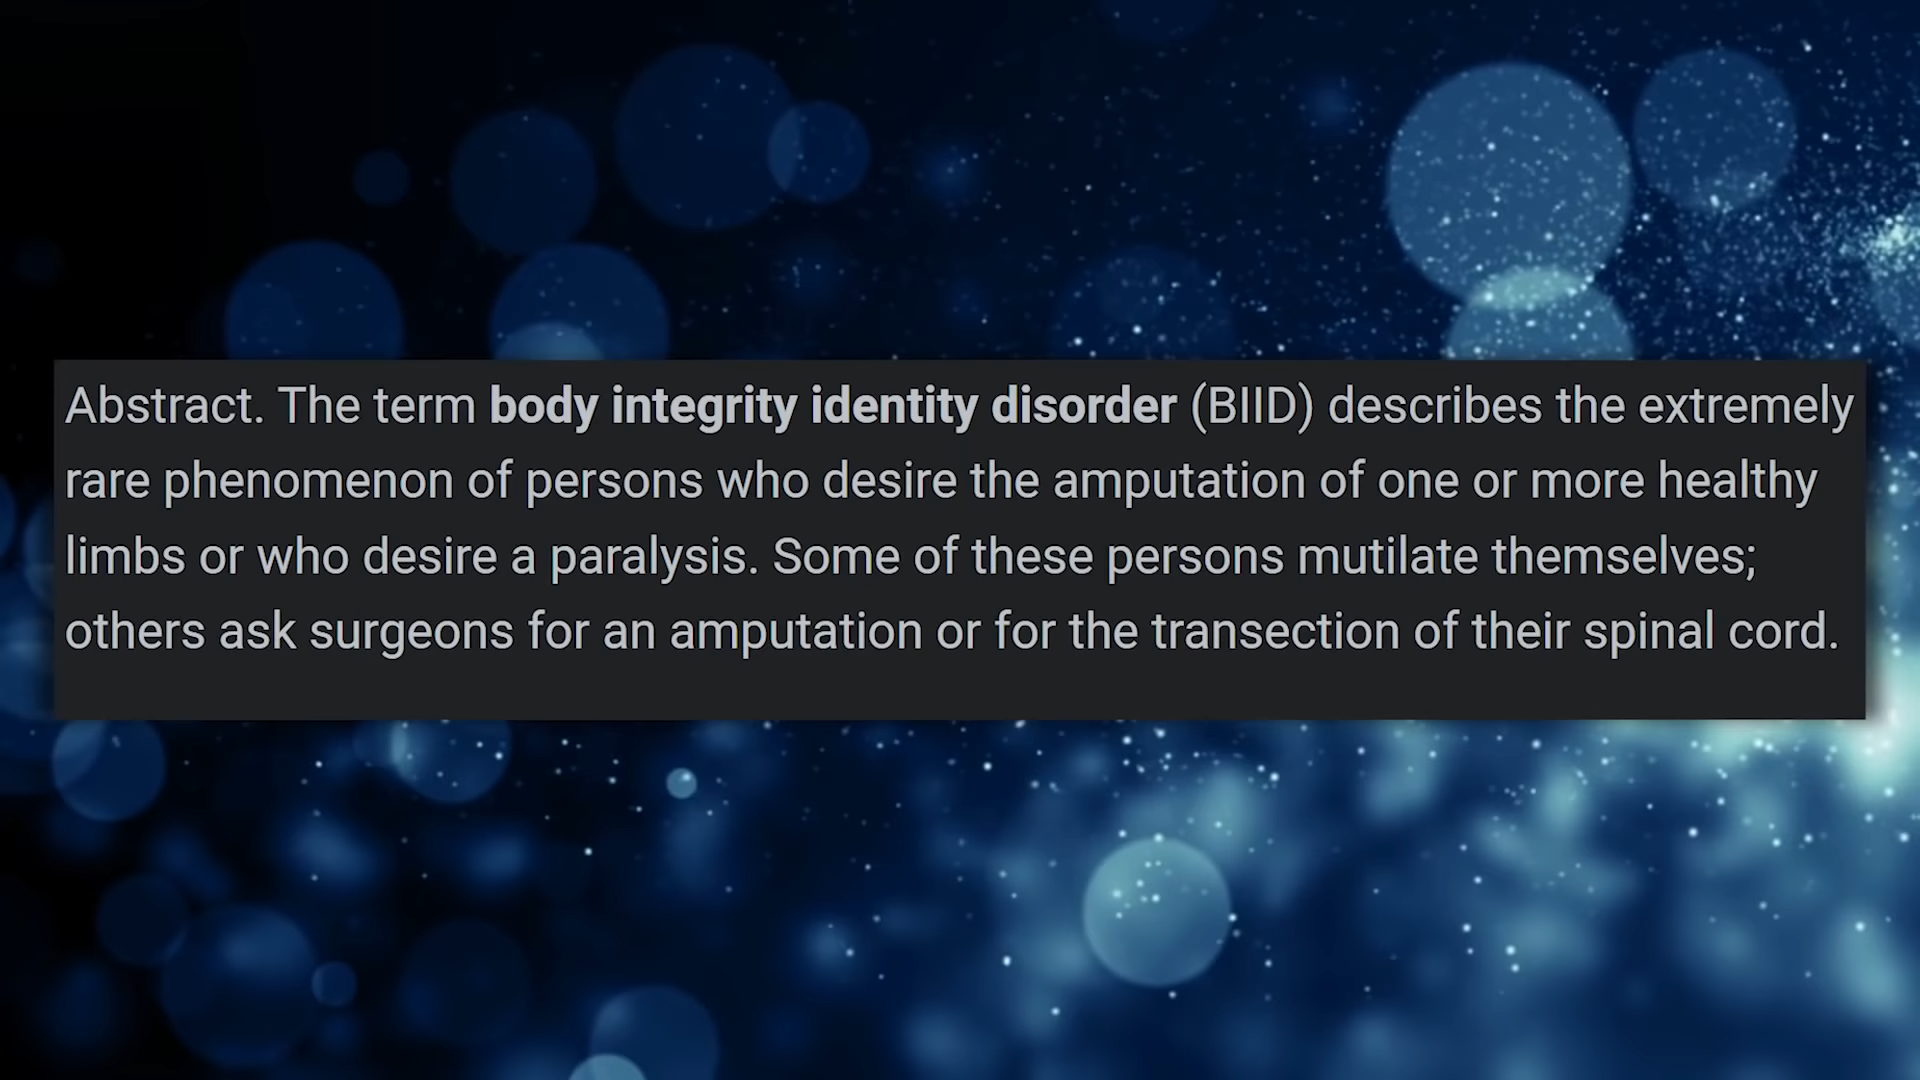 Abstract. The term body integrity identity disorder (BIID) describes the extremely
rare phenomenon of persons who desire the amputation of one or more healthy
limbs or who desire a paralysis. Some of these persons mutilate themselves;
others ask surgeons for an amputation or for the transection of their spinal cord.